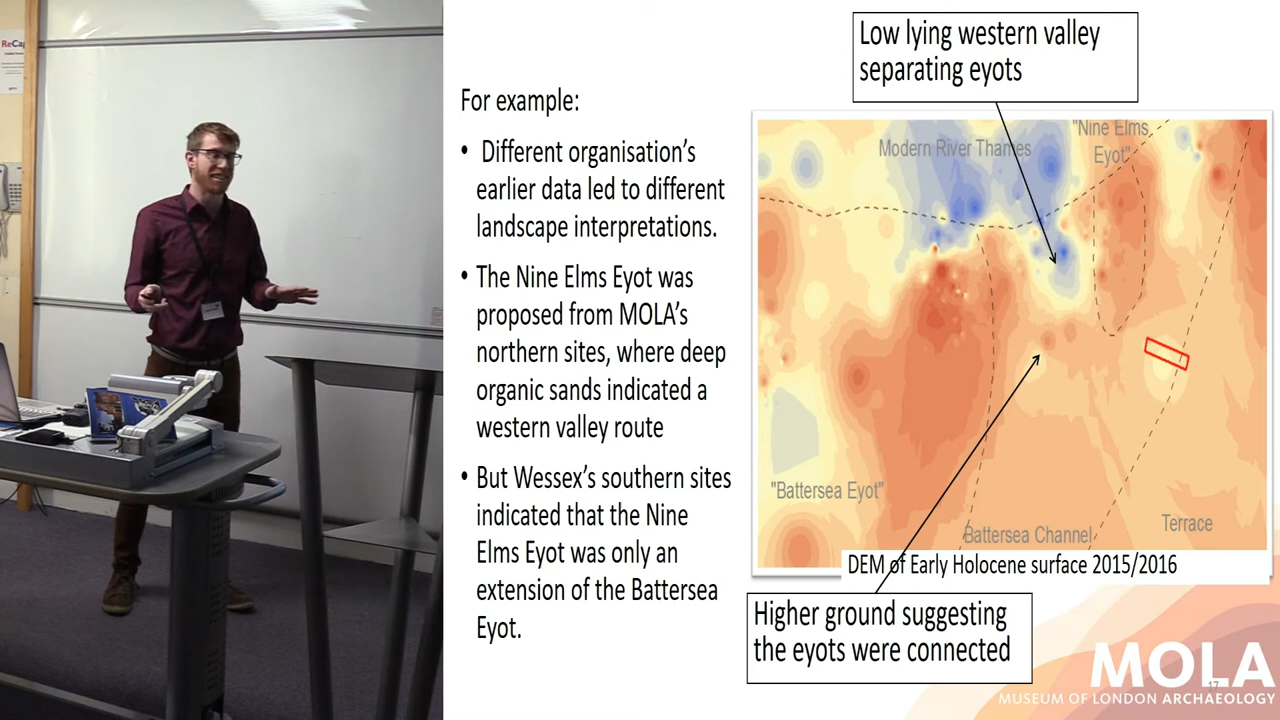 ReCap
For example:
• Different organisation's
earlier data led to different
landscape interpretations.
• The Nine Elms Eyot was
proposed from MOLA's
northern sites, where deep
organic sands indicated a
western valley route
• But Wessex's southern sites
indicated that the Nine
Elms Eyot was only an
extension of the Battersea
Eyot.
Low lying western valley
separating eyots
Modern River Thames
"Nine Elms
Eyot"
"Battersea Eyot"
Battersea Channel
Terrace
DEM of Early Holocene surface 2015/2016
Higher ground suggesting
the eyots were connected
MOLA
17
MUSEUM OF LONDON ARCHAEOLOGY